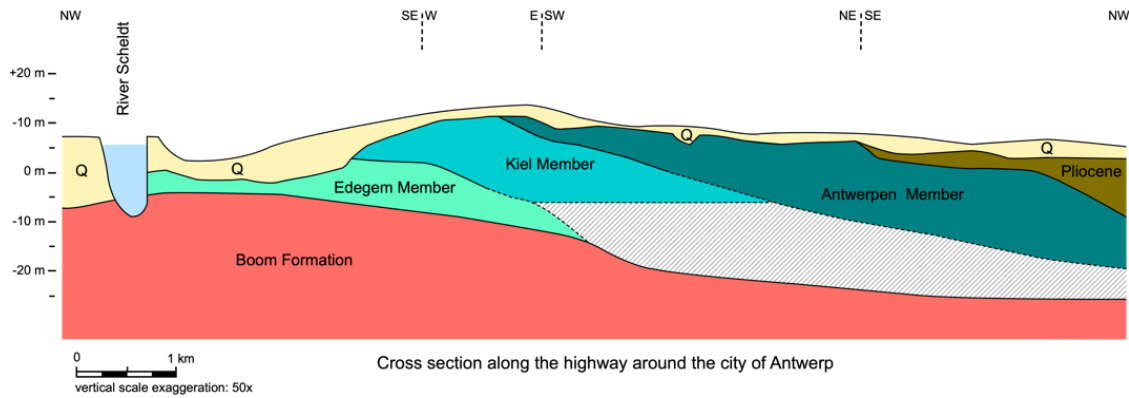 NW
SE W
E SW
NE SE
NW
River Scheldt
+20 m
-10 m
0 m
-10 m
-20 m
Q
Q
Q
Q
Kiel Member
Edegem Member
Antwerpen Member
Pliocene
Boom Formation
0
1 km
vertical scale exaggeration: 50x
Cross section along the highway around the city of Antwerp